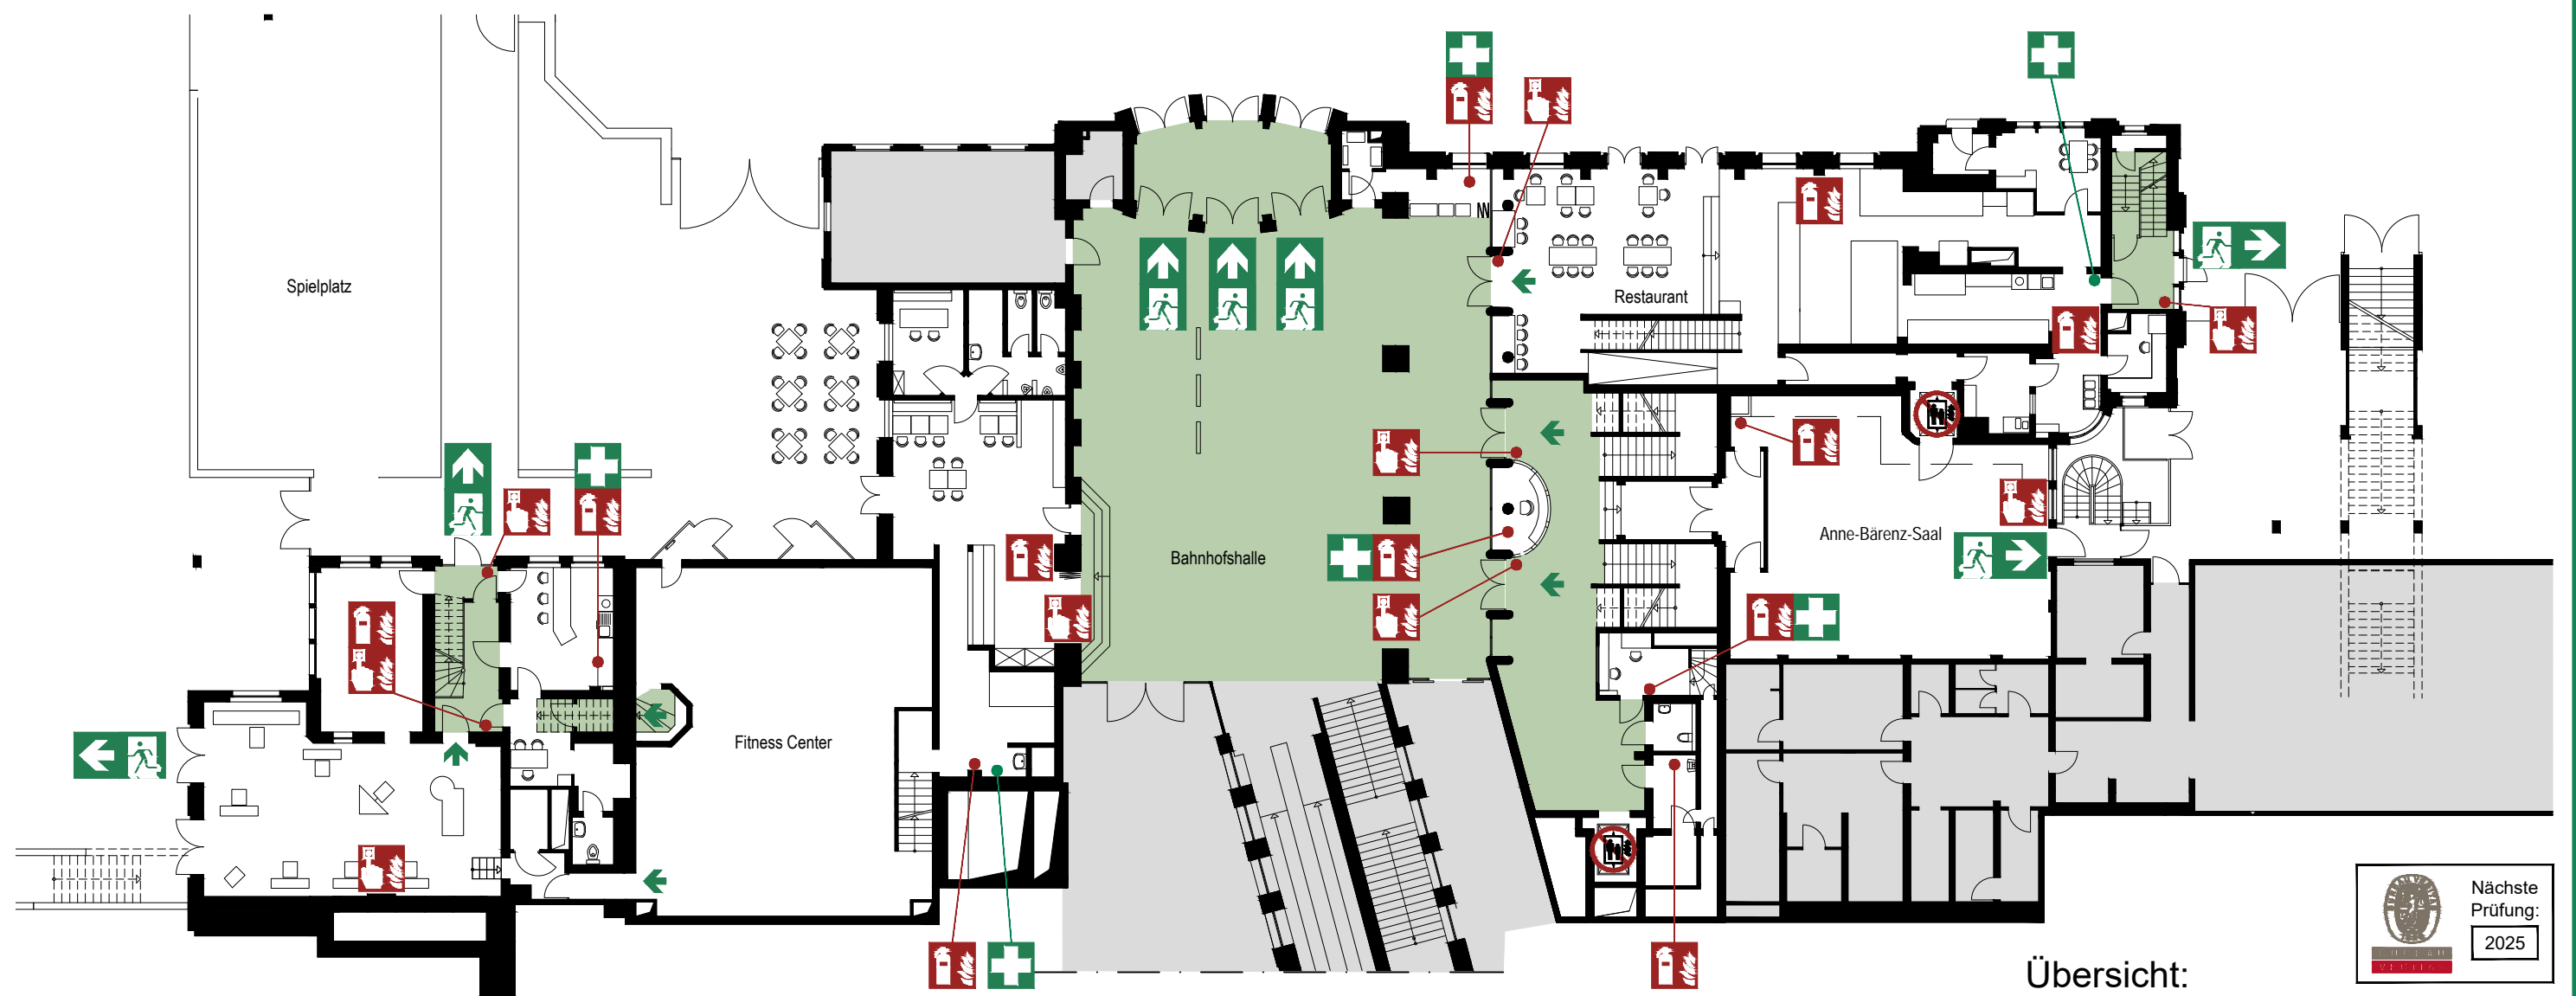 Spielplatz
Restaurant
Anne-Bärenz-Saal
Bahnhofshalle
Fitness Center
Nächste
Prüfung:
2025
Übersicht: